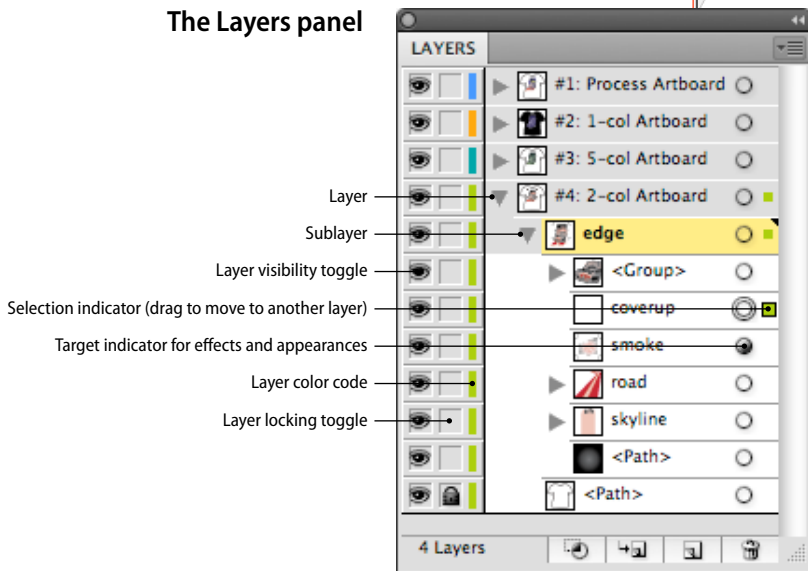 The Layers panel
LAYERS
#1: Process Artboard
#2: 1-col Artboard
#3: 5-col Artboard
Layer
#4: 2-col Artboard
Sublayer
edge
Layer visibility toggle
<Group>
Selection indicator (drag to move to another layer)
coverup
Target indicator for effects and appearances
smoke
Layer color code
road
Layer locking toggle
skyline
<Path>
<Path>
4 Layers